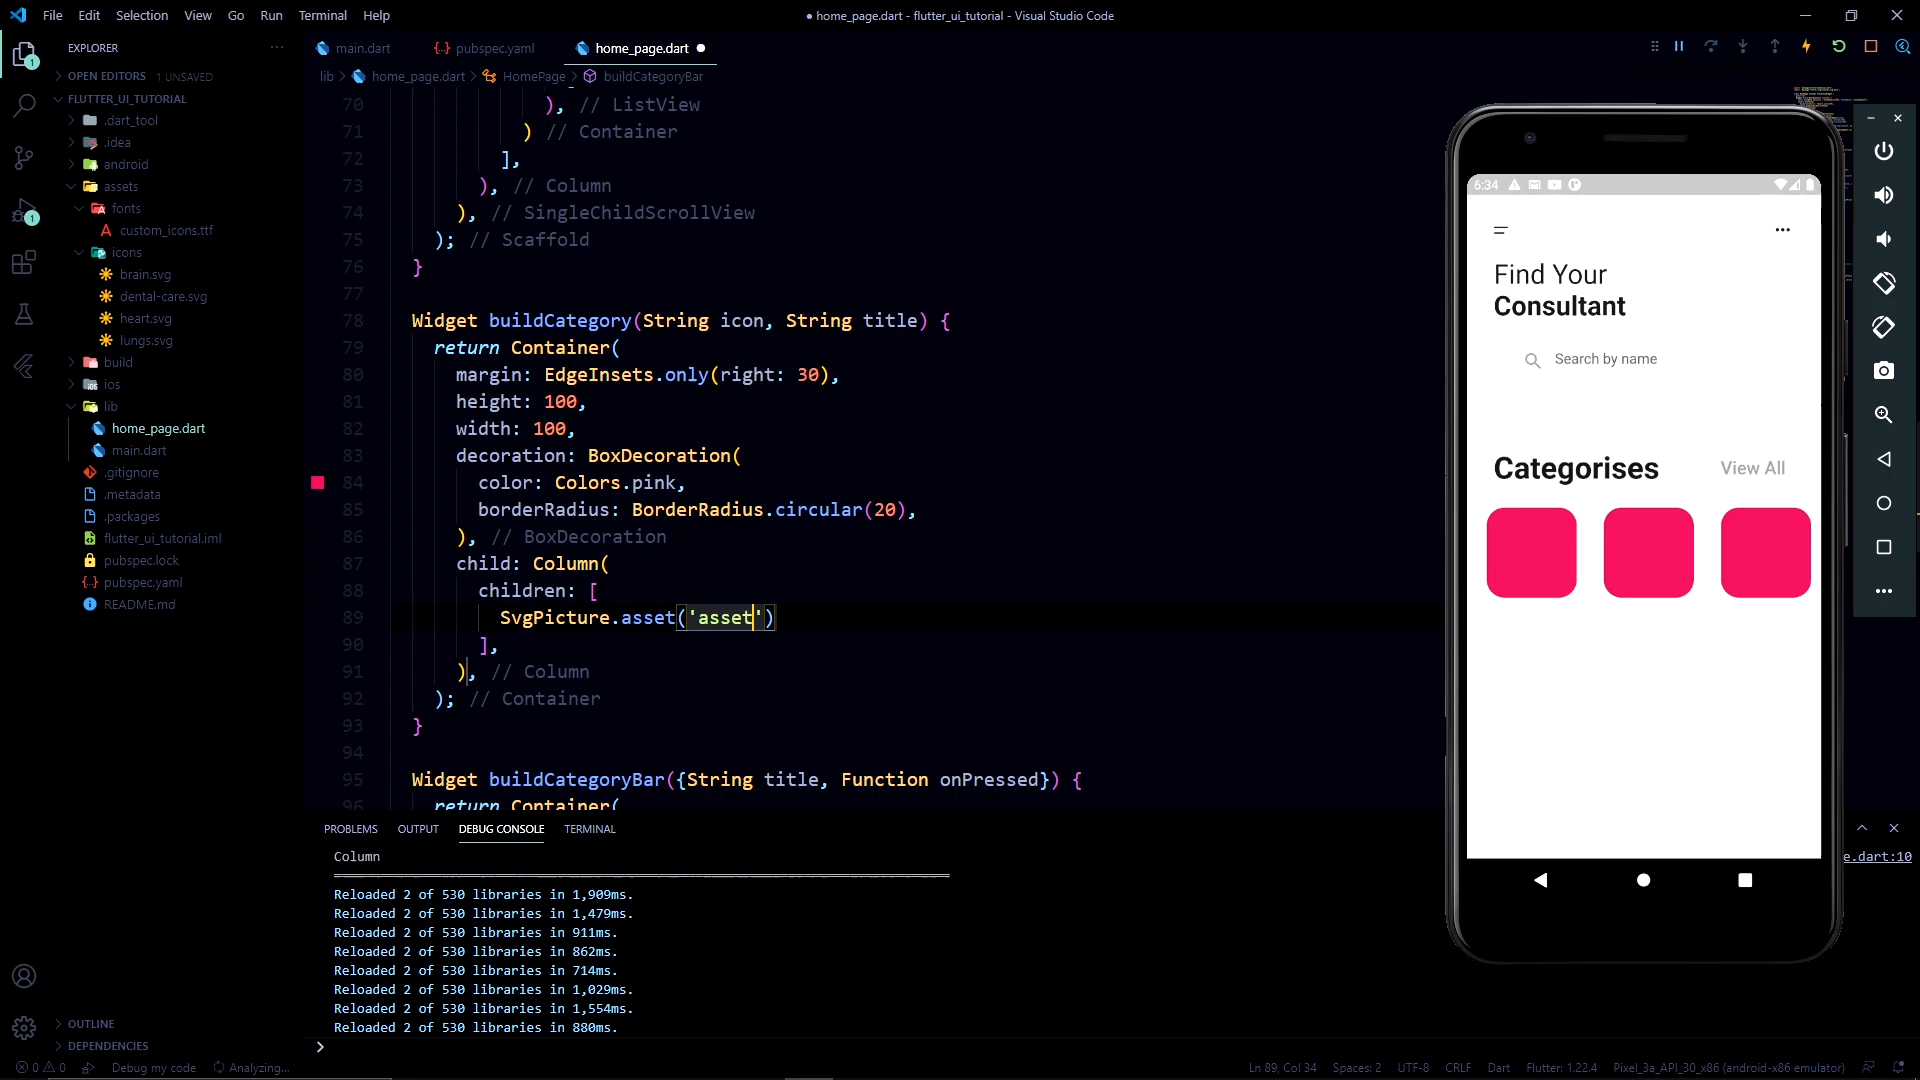 File Edit Selection View Go Run Terminal Help
● home_page.dart - flutter_ui_tutorial - Visual Studio Code
EXPLORER
main.dart
pubspec.yaml
home_page.dart
OPEN EDITORS 1 UNSAVED
lib > home_page.dart > HomePage > buildCategoryBar
FLUTTER_UI_TUTORIAL
.dart_tool
.idea
android
assets
fonts
custom_icons.ttf
icons
brain.svg
dental-care.svg
heart.svg
lungs.svg
build
ios
lib
home_page.dart
main.dart
.gitignore
.metadata
.packages
flutter_ui_tutorial.iml
pubspec.lock
pubspec.yaml
README.md
OUTLINE
DEPENDENCIES
70 ), // ListView
71 ) // Container
72 ],
73 ), // Column
74 ), // SingleChildScrollView
75 ); // Scaffold
76 }
77
78 Widget buildCategory(String icon, String title) {
79 return Container(
80 margin: EdgeInsets.only(right: 30),
81 height: 100,
82 width: 100,
83 decoration: BoxDecoration(
84 color: Colors.pink,
85 borderRadius: BorderRadius.circular(20),
86 ), // BoxDecoration
87 child: Column(
88 children: [
89 SvgPicture.asset('asset')
90 ],
91 ), // Column
92 ); // Container
93 }
94
95 Widget buildCategoryBar({String title, Function onPressed}) {
96 return Container(
PROBLEMS OUTPUT DEBUG CONSOLE TERMINAL
Column
e.dart:10
Reloaded 2 of 530 libraries in 1,909ms.
Reloaded 2 of 530 libraries in 1,479ms.
Reloaded 2 of 530 libraries in 911ms.
Reloaded 2 of 530 libraries in 862ms.
Reloaded 2 of 530 libraries in 714ms.
Reloaded 2 of 530 libraries in 1,029ms.
Reloaded 2 of 530 libraries in 1,554ms.
Reloaded 2 of 530 libraries in 880ms.
6:34
Find Your
Consultant
Search by name
Categorises View All
0 0 Debug my code Analyzing...
Ln 89, Col 34 Spaces: 2 UTF-8 CRLF Dart Flutter: 1.22.4 Pixel_3a_API_30_x86 (android-x86 emulator)